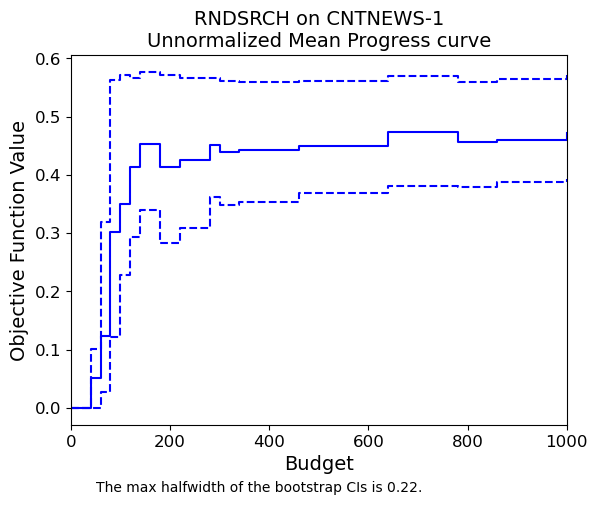 RNDSRCH on CNTNEWS-1
Unnormalized Mean Progress curve
Objective Function Value
0.6
0.5
0.4
0.3
0.2
0.1
0.0
0 200 400 600 800 1000
Budget
The max halfwidth of the bootstrap CIs is 0.22.